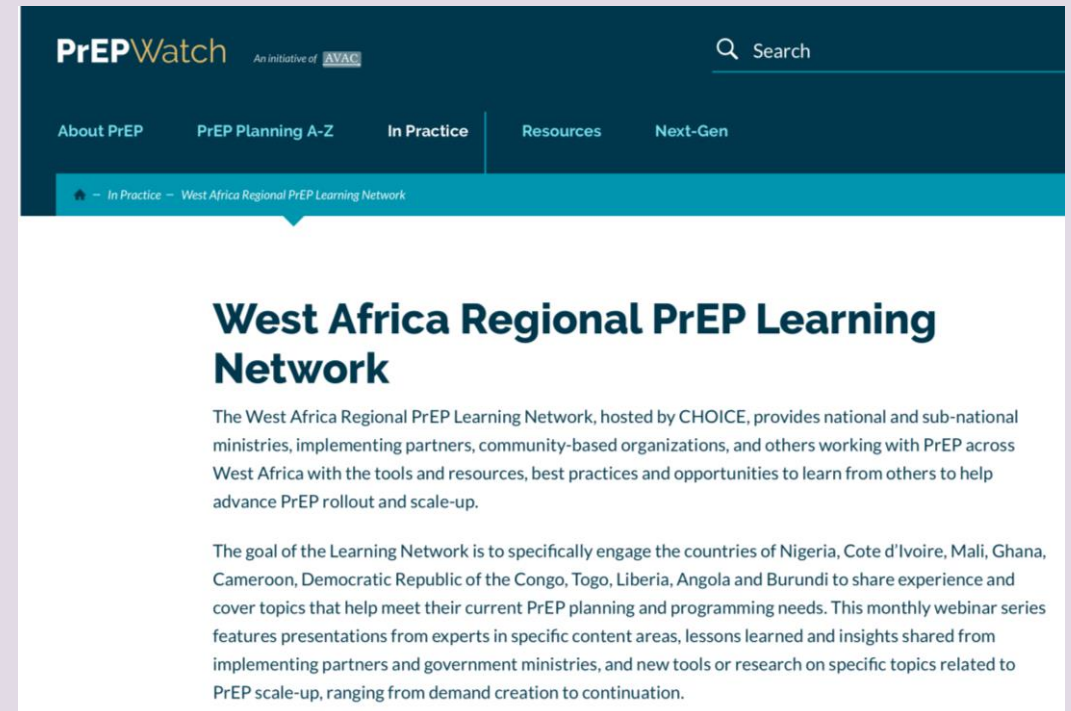 PrEPWatch An initiative of AVAC
Search
About PrEP PrEP Planning A-Z In Practice Resources Next-Gen
– In Practice – West Africa Regional PrEP Learning Network
West Africa Regional PrEP Learning
Network
The West Africa Regional PrEP Learning Network, hosted by CHOICE, provides national and sub-national
ministries, implementing partners, community-based organizations, and others working with PrEP across
West Africa with the tools and resources, best practices and opportunities to learn from others to help
advance PrEP rollout and scale-up.
The goal of the Learning Network is to specifically engage the countries of Nigeria, Cote d'Ivoire, Mali, Ghana,
Cameroon, Democratic Republic of the Congo, Togo, Liberia, Angola and Burundi to share experience and
cover topics that help meet their current PrEP planning and programming needs. This monthly webinar series
features presentations from experts in specific content areas, lessons learned and insights shared from
implementing partners and government ministries, and new tools or research on specific topics related to
PrEP scale-up, ranging from demand creation to continuation.